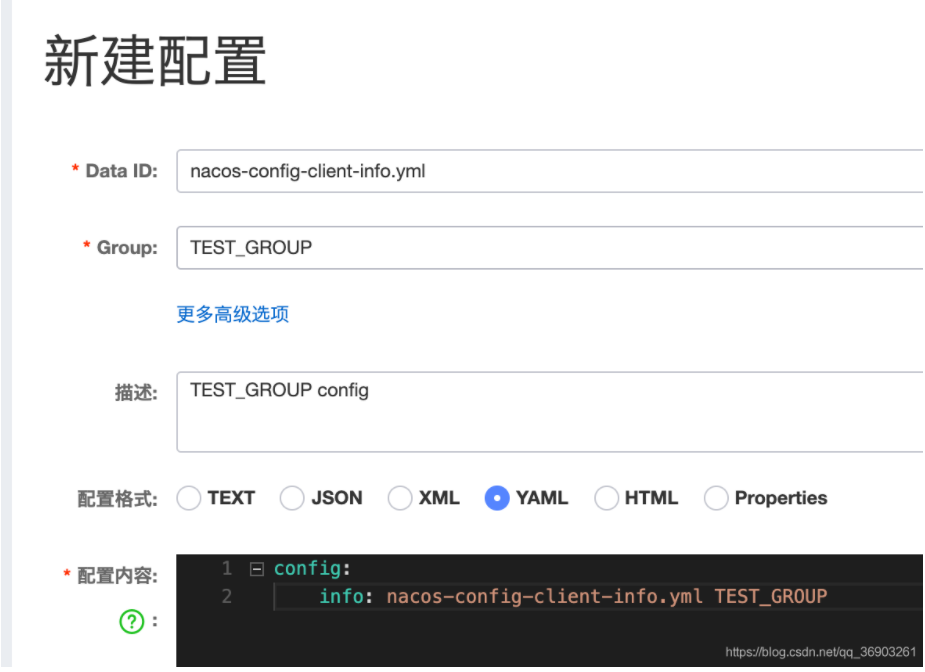 新建配置
* Data ID: nacos-config-client-info.yml
* Group: TEST_GROUP
更多高级选项
描述: TEST_GROUP config
配置格式: TEXT JSON XML YAML HTML Properties
* 配置内容: 1 config:
2 info: nacos-config-client-info.yml TEST_GROUP
? :
https://blog.csdn.net/qq_36903261